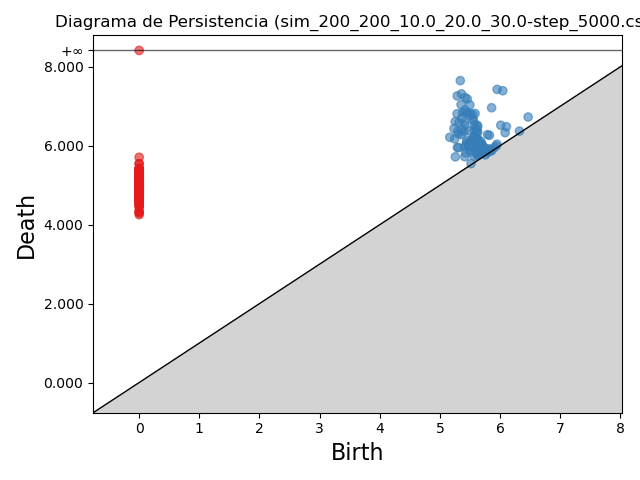 Diagrama de Persistencia (sim_200_200_10.0_20.0_30.0-step_5000.cs
+∞
8.000
6.000
4.000
2.000
0.000
Death
0 1 2 3 4 5 6 7 8
Birth